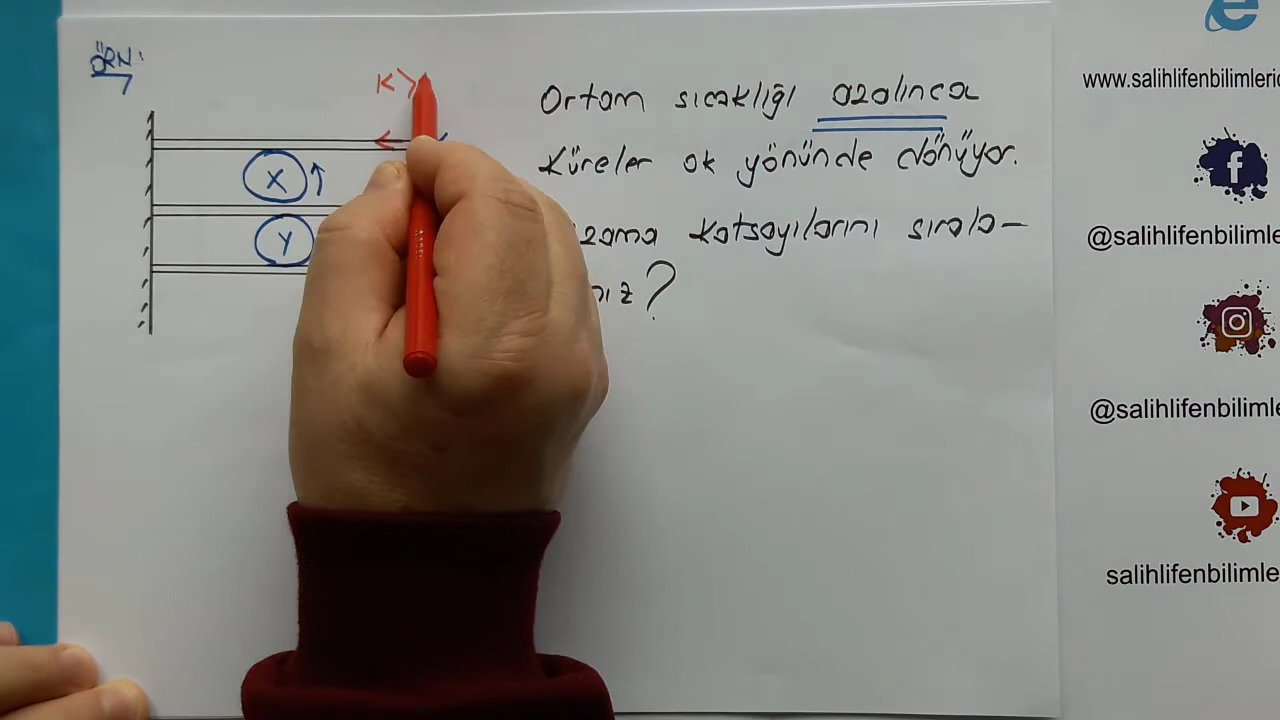 ÖRN:
K>
Ortam sıcaklığı azalınca
X
Küreler ok yönünde dönüyor.
Y
katsayılarını sırala-
?
www.salihlifenbilimleri
@salihlifenbilimle
@salihlifenbilimle
salihlifenbilimle